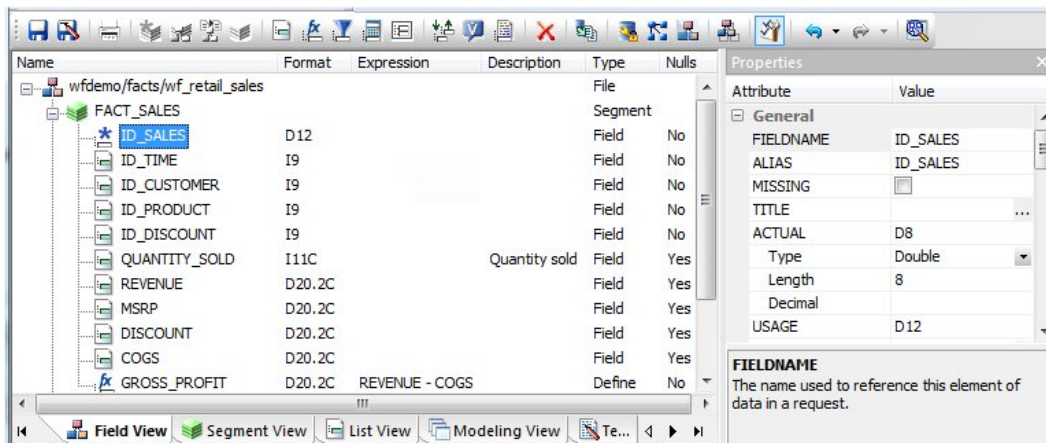 Name Format Expression Description Type Nulls
wfdemo/facts/wf_retail_sales File
FACT_SALES Segment
ID_SALES D12 Field No
ID_TIME I9 Field No
ID_CUSTOMER I9 Field No
ID_PRODUCT I9 Field No
ID_DISCOUNT I9 Field No
QUANTITY_SOLD I11C Quantity sold Field Yes
REVENUE D20.2C Field Yes
MSRP D20.2C Field Yes
DISCOUNT D20.2C Field Yes
COGS D20.2C Field Yes
GROSS_PROFIT D20.2C REVENUE - COGS Define No
Field View Segment View List View Modeling View Te...
Properties
Attribute Value
General
FIELDNAME ID_SALES
ALIAS ID_SALES
MISSING
TITLE ...
ACTUAL D8
Type Double
Length 8
Decimal
USAGE D12
FIELDNAME
The name used to reference this element of
data in a request.